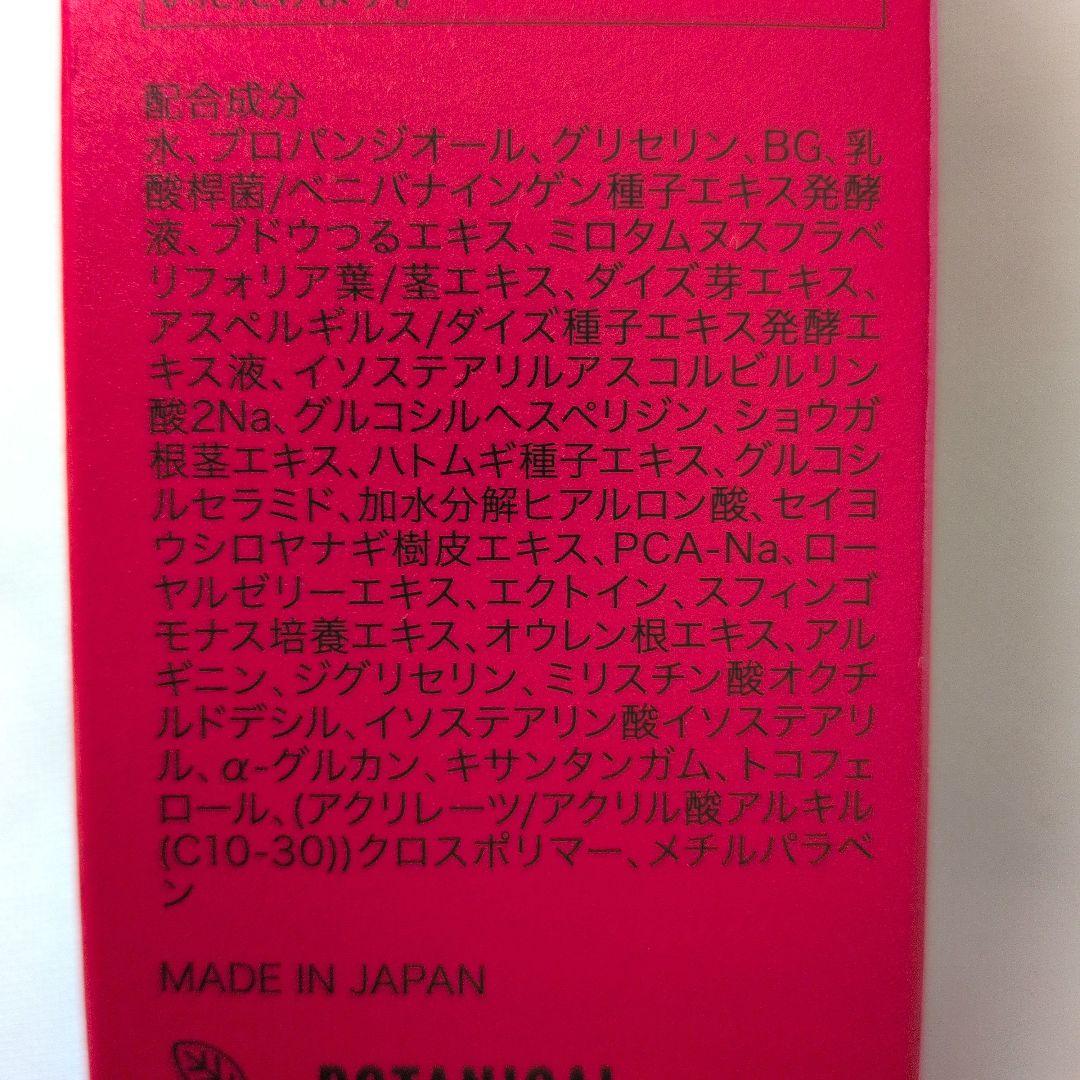 配合成分
水、プロパンジオール、グリセリン、BG、乳
酸桿菌/ベニバナインゲン種子エキス発酵
液、ブドウつるエキス、ミロタムヌスフラベ
リフォリア葉/茎エキス、ダイズ芽エキス、
アスペルギルス/ダイズ種子エキス発酵エ
キス液、イソステアリルアスコルビルリン
酸2Na、グルコシルヘスペリジン、ショウガ
根茎エキス、ハトムギ種子エキス、グルコシ
ルセラミド、加水分解ヒアルロン酸、セイヨ
ウシロヤナギ樹皮エキス、PCA-Na、ロー
ヤルゼリーエキス、エクトイン、スフィンゴ
モナス培養エキス、オウレン根エキス、アル
ギニン、ジグリセリン、ミリスチン酸オクチ
ルドデシル、イソステアリン酸イソステアリ
ル、α-グルカン、キサンタンガム、トコフェ
ロール、(アクリレーツ/アクリル酸アルキル
(C10-30))クロスポリマー、メチルパラベ
ン
MADE IN JAPAN
BOTANICAL